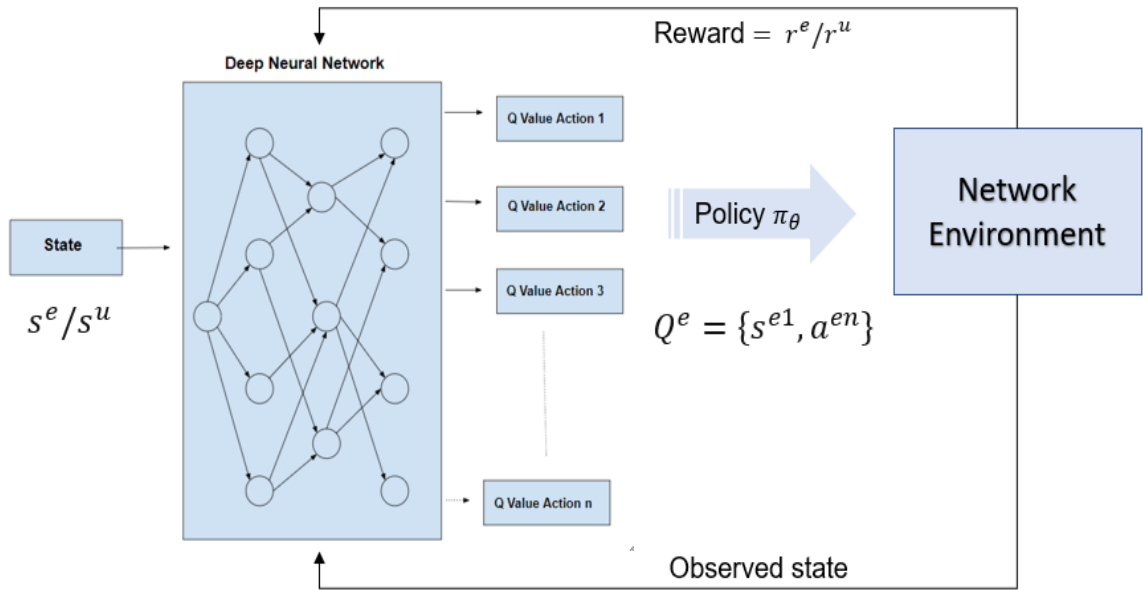 Reward = r^e/r^u
Deep Neural Network
Q Value Action 1
Q Value Action 2
Policy π_θ
Network
Environment
State
Q Value Action 3
s^e/s^u
Q^e = {s^{e1}, a^{en}}
Q Value Action n
Observed state